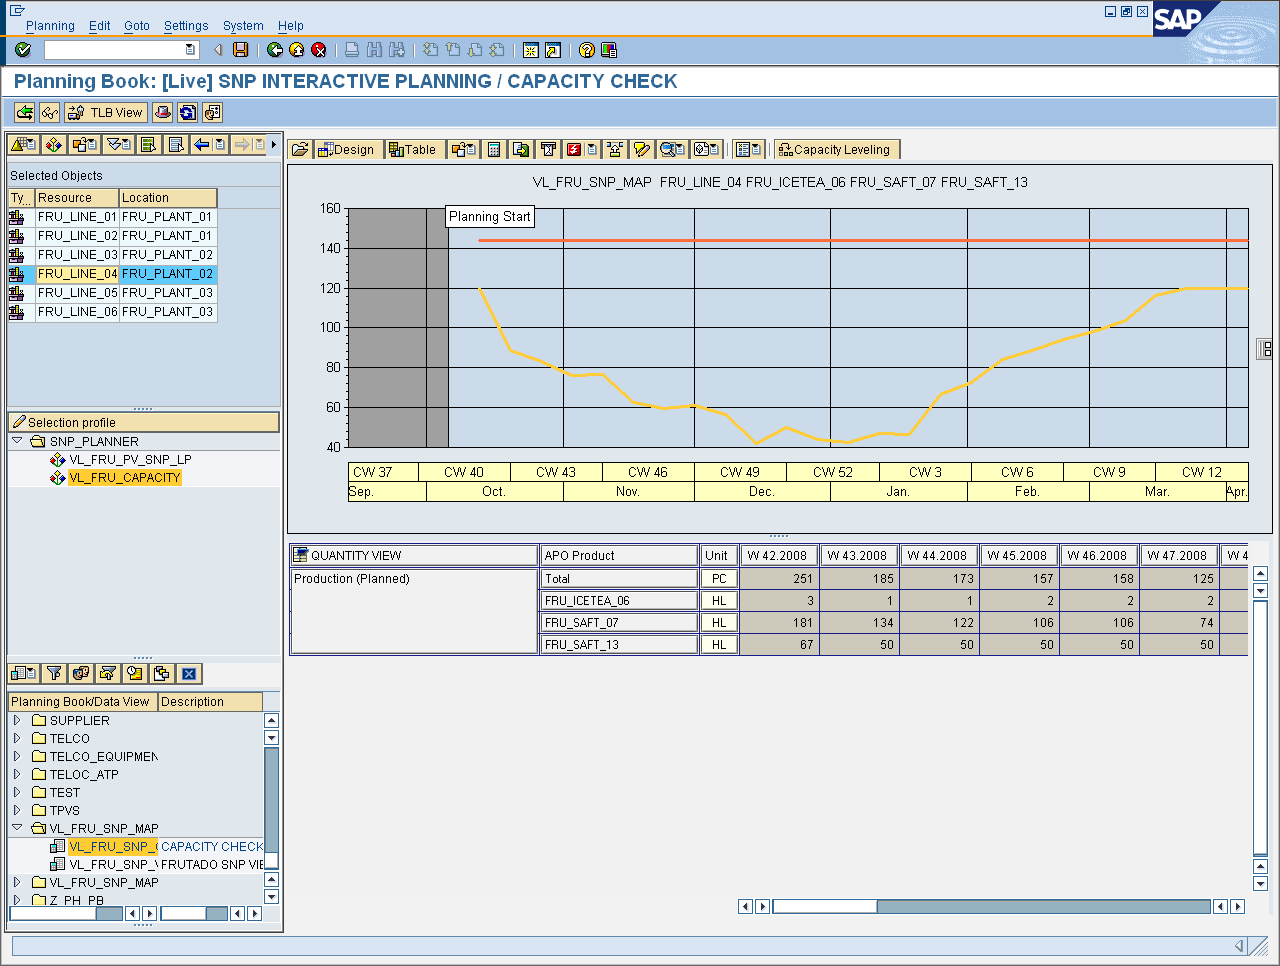 Planning Edit Goto Settings System Help
SAP
Planning Book: [Live] SNP INTERACTIVE PLANNING / CAPACITY CHECK
TLB View
Design Table Capacity Leveling
Selected Objects
Ty... Resource Location
FRU_LINE_01 FRU_PLANT_01
FRU_LINE_02 FRU_PLANT_01
FRU_LINE_03 FRU_PLANT_02
FRU_LINE_04 FRU_PLANT_02
FRU_LINE_05 FRU_PLANT_03
FRU_LINE_06 FRU_PLANT_03
Selection profile
SNP_PLANNER
VL_FRU_PV_SNP_LP
VL_FRU_CAPACITY
Planning Book/Data View Description
SUPPLIER
TELCO
TELCO_EQUIPMEN
TELOC_ATP
TEST
TPVS
VL_FRU_SNP_MAP
VL_FRU_SNP_( CAPACITY CHECK
VL_FRU_SNP_\ FRUTADO SNP VIE
VL_FRU_SNP_MAP
Z_PH_PB
VL_FRU_SNP_MAP FRU_LINE_04 FRU_ICETEA_06 FRU_SAFT_07 FRU_SAFT_13
160
Planning Start
140
120
100
80
60
40
CW 37 CW 40 CW 43 CW 46 CW 49 CW 52 CW 3 CW 6 CW 9 CW 12
Sep. Oct. Nov. Dec. Jan. Feb. Mar. Apr.
QUANTITY VIEW APO Product Unit W 42.2008 W 43.2008 W 44.2008 W 45.2008 W 46.2008 W 47.2008 W 4
Production (Planned) Total PC 251 185 173 157 158 125
FRU_ICETEA_06 HL 3 1 1 2 2 2
FRU_SAFT_07 HL 181 134 122 106 106 74
FRU_SAFT_13 HL 67 50 50 50 50 50